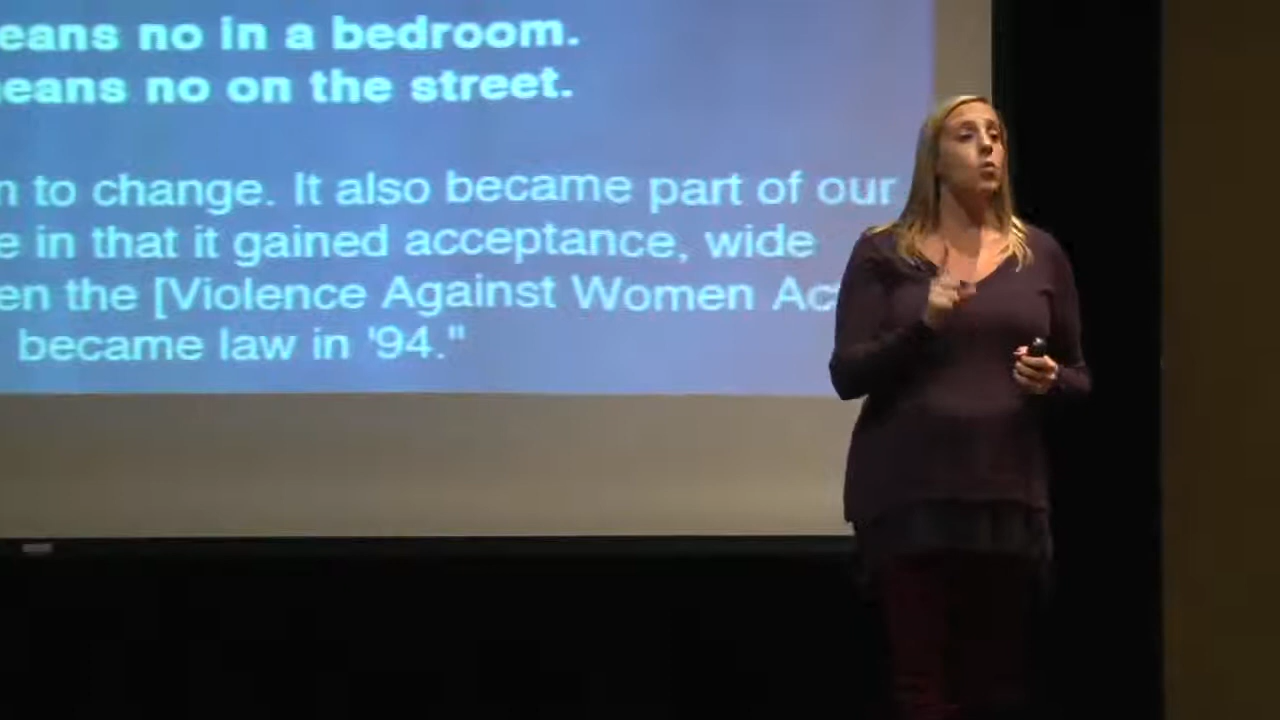 eans no in a bedroom.
eans no on the street.
n to change. It also became part of our
e in that it gained acceptance, wide
en the [Violence Against Women Ac
became law in '94."